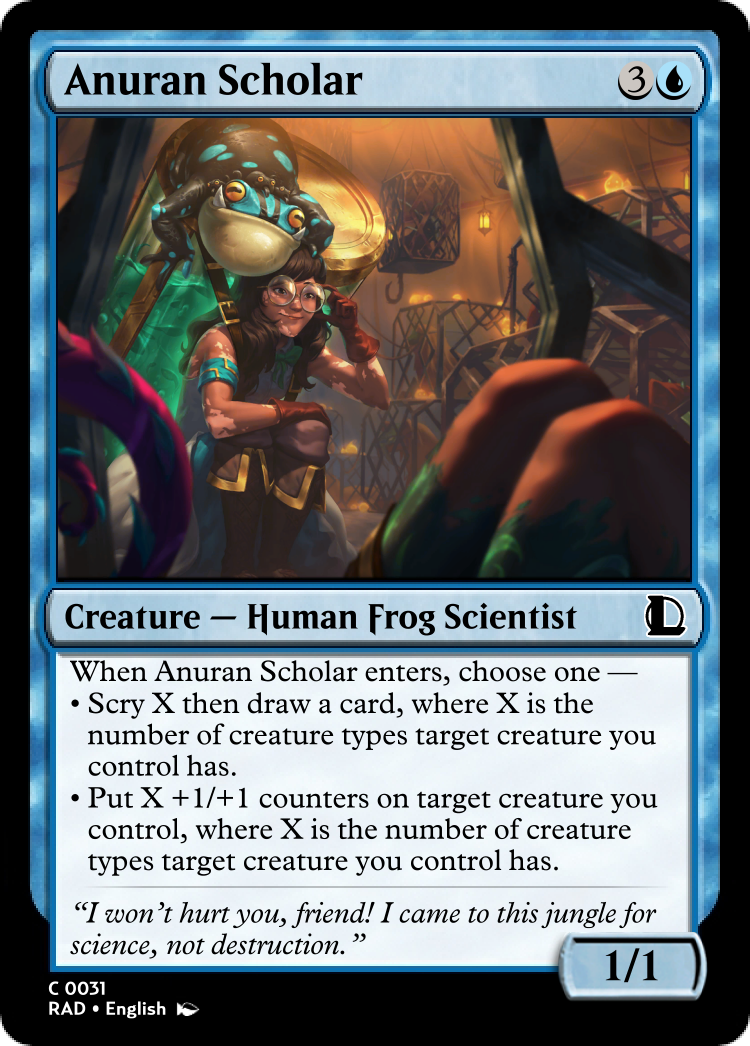 Anuran Scholar
3
Creature — Human Frog Scientist
When Anuran Scholar enters, choose one —
• Scry X then draw a card, where X is the
number of creature types target creature you
control has.
• Put X +1/+1 counters on target creature you
control, where X is the number of creature
types target creature you control has.
“I won’t hurt you, friend! I came to this jungle for
science, not destruction.”
1/1
C 0031
RAD • English